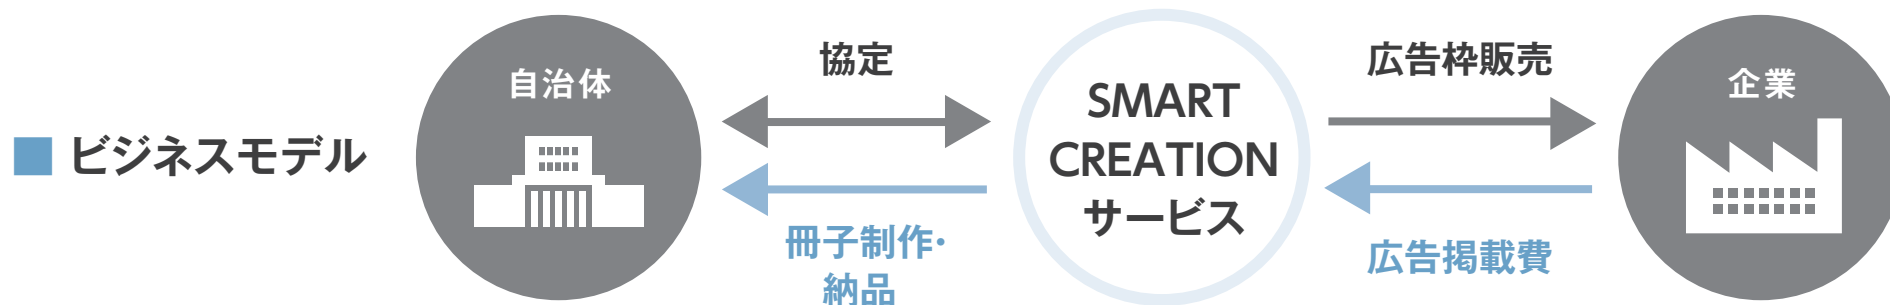 ビジネスモデル
自治体
協定
冊子制作・
納品
SMART
CREATION
サービス
広告枠販売
広告掲載費
企業